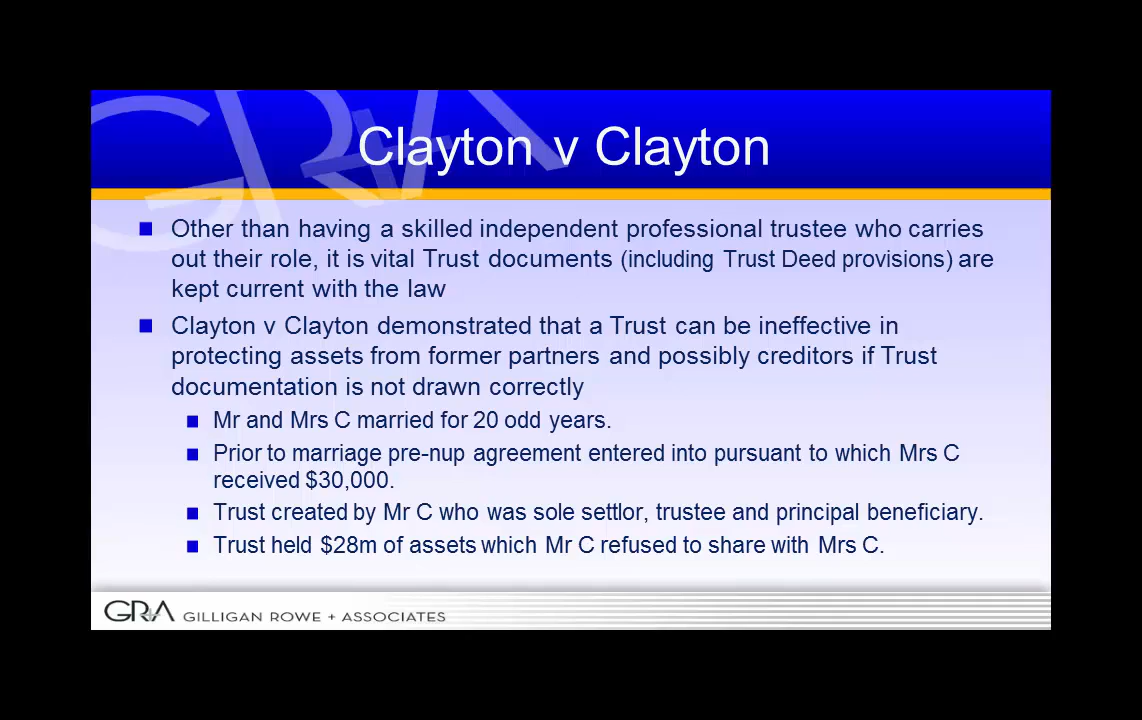 Clayton v Clayton
Other than having a skilled independent professional trustee who carries
out their role, it is vital Trust documents (including Trust Deed provisions) are
kept current with the law
Clayton v Clayton demonstrated that a Trust can be ineffective in
protecting assets from former partners and possibly creditors if Trust
documentation is not drawn correctly
Mr and Mrs C married for 20 odd years.
Prior to marriage pre-nup agreement entered into pursuant to which Mrs C
received $30,000.
Trust created by Mr C who was sole settlor, trustee and principal beneficiary.
Trust held $28m of assets which Mr C refused to share with Mrs C.
GRA GILLIGAN ROWE + ASSOCIATES